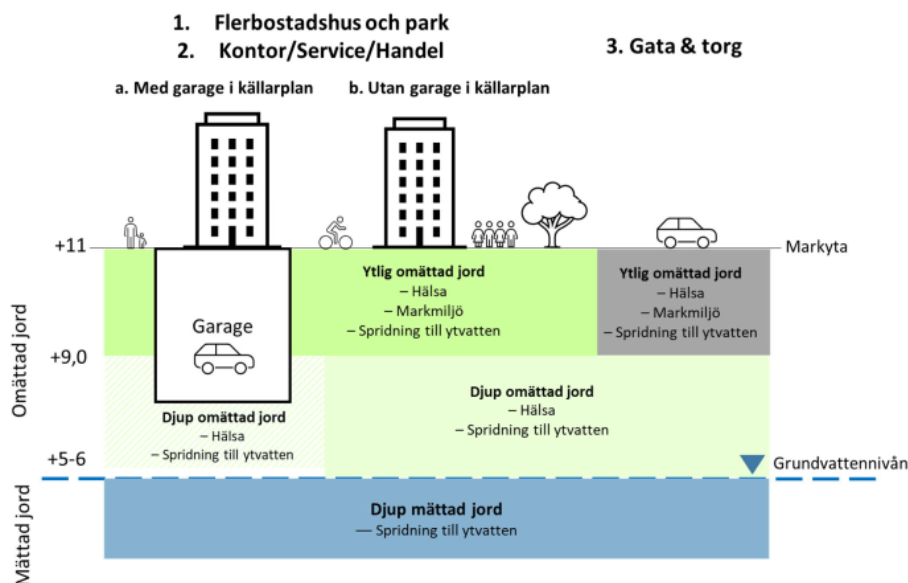 1. Flerbostadshus och park
2. Kontor/Service/Handel
3. Gata & torg
a. Med garage i källarplan
b. Utan garage i källarplan
+11
Markyta
Ytlig omättad jord
– Hälsa
– Markmiljö
– Spridning till ytvatten
Ytlig omättad jord
– Hälsa
– Markmiljö
– Spridning till ytvatten
Garage
Omättad jord
+9,0
Djup omättad jord
– Hälsa
– Spridning till ytvatten
Djup omättad jord
– Hälsa
– Spridning till ytvatten
+5-6
Grundvattennivån
Mättad jord
Djup mättad jord
— Spridning till ytvatten